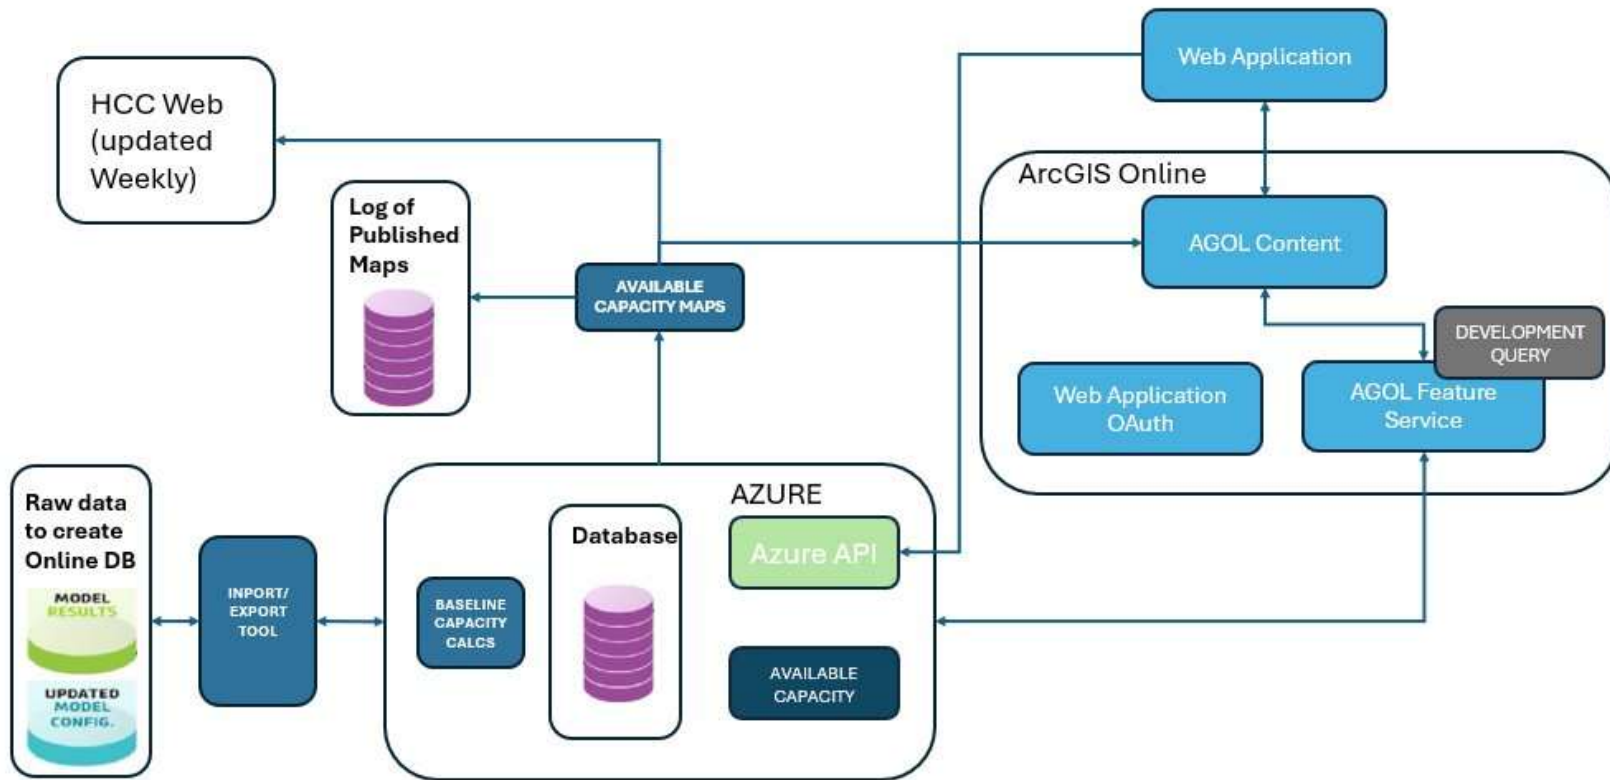 Web Application
HCC Web
(updated
Weekly)
ArcGIS Online
Log of
Published
Maps
AGOL Content
AVAILABLE
CAPACITY MAPS
DEVELOPMENT
QUERY
Web Application
OAuth
AGOL Feature
Service
Raw data
to create
Online DB
MODEL
RESULTS
UPDATED
MODEL
CONFIG.
INPORT/
EXPORT
TOOL
AZURE
Database
Azure API
BASELINE
CAPACITY
CALCS
AVAILABLE
CAPACITY